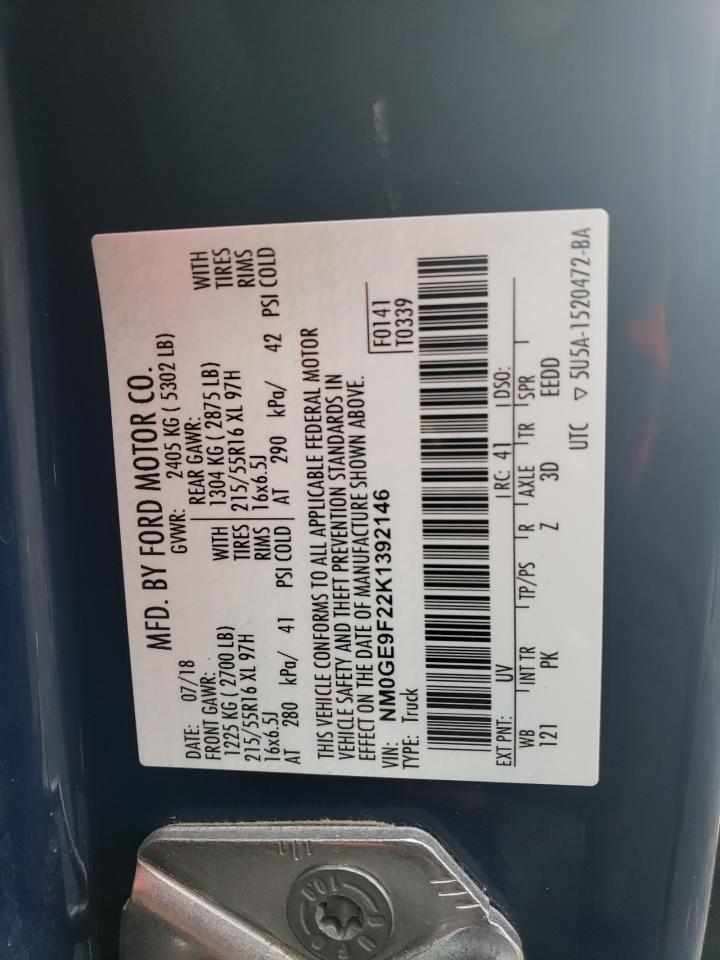 MFD. BY FORD MOTOR CO.
DATE: 07/18 GVWR: 2405 KG ( 5302 LB)
FRONT GAWR: REAR GAWR:
1225 KG ( 2700 LB) WITH 1304 KG ( 2875 LB) WITH
215/55R16 XL 97H TIRES 215/55R16 XL 97H TIRES
16x6.5J RIMS 16x6.5J RIMS
AT 280 kPa/ 41 PSI COLD AT 290 kPa/ 42 PSI COLD
THIS VEHICLE CONFORMS TO ALL APPLICABLE FEDERAL MOTOR
VEHICLE SAFETY AND THEFT PREVENTION STANDARDS IN
EFFECT ON THE DATE OF MANUFACTURE SHOWN ABOVE.
VIN: NM0GE9F22K1392146 F0141
TYPE: Truck T0339
EXT PNT: UV RC: 41 DSO:
WB INT TR TP/PS R AXLE TR SPR
121 PK Z 3D EEDD
UTC ▽ 5U5A-1520472-BA